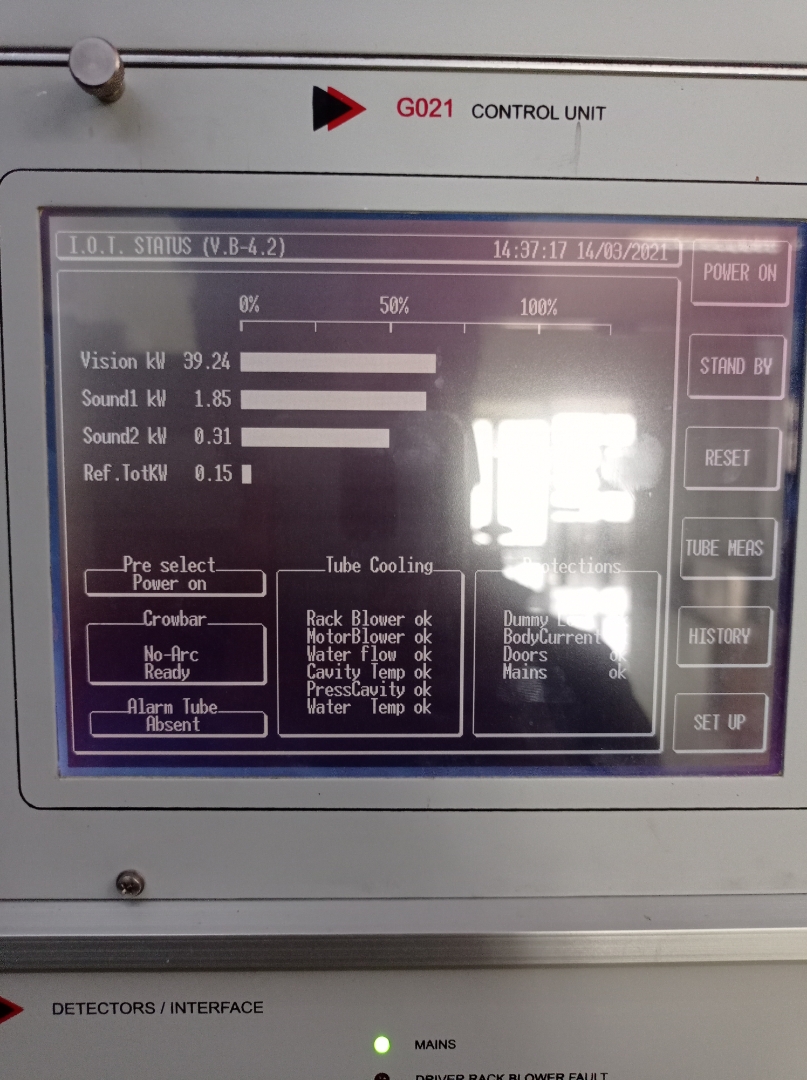 G021 CONTROL UNIT
I.O.T. STATUS (V.B-4.2) 14:37:17 14/03/2021
POWER ON
0% 50% 100%
Vision kW 39.24
STAND BY
Sound1 kW 1.85
Sound2 kW 0.31
RESET
Ref.TotKW 0.15
TUBE MEAS
Pre select
Power on
Crowbar
No-Arc
Ready
Alarm Tube
Absent
Tube Cooling
Rack Blower ok
MotorBlower ok
Water flow ok
Cavity Temp ok
PressCavity ok
Water Temp ok
Dummy
BodyCurrent
Doors ok
Mains ok
HISTORY
SET UP
DETECTORS / INTERFACE
MAINS
DRIVER RACK BLOWER FAULT